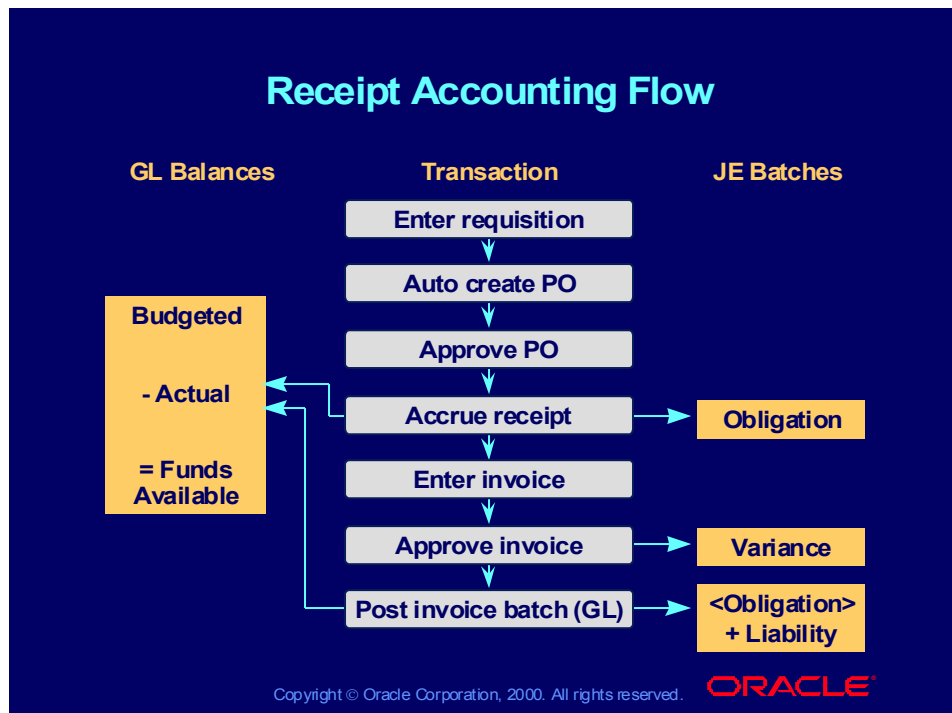 Receipt Accounting Flow
GL Balances
Transaction
JE Batches
Enter requisition
Auto create PO
Budgeted
Approve PO
- Actual
Accrue receipt
Obligation
= Funds
Available
Enter invoice
Approve invoice
Variance
Post invoice batch (GL)
<Obligation>
+ Liability
Copyright © Oracle Corporation, 2000. All rights reserved.
ORACLE®